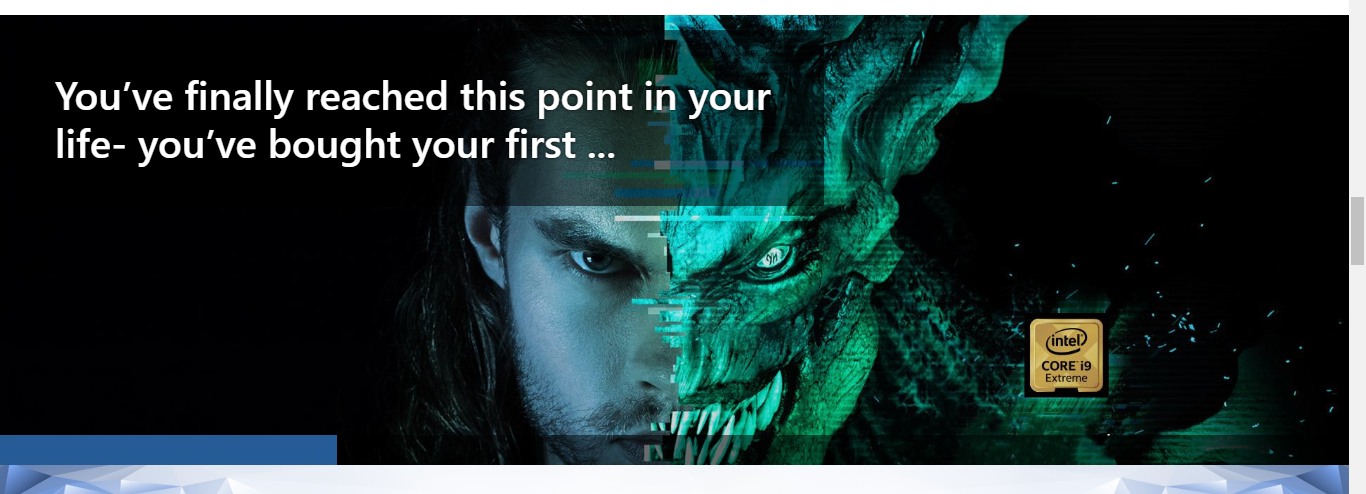 You’ve finally reached this point in your
life- you’ve bought your first ...
intel
CORE i9
Extreme